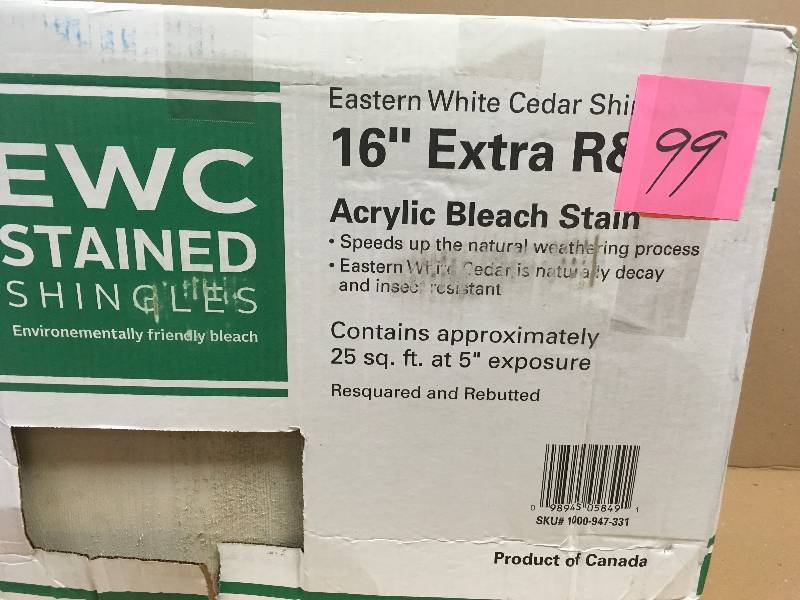 EWC
STAINED
SHINGLES
Environementally friendly bleach
Eastern White Cedar
16" Extra
99
Acrylic Bleach Stain
• Speeds up the natural weathering process
• Eastern White Cedar is naturally decay
and insect resistant
Contains approximately
25 sq. ft. at 5" exposure
Resquared and Rebutted
0 98945 05849 1
SKU# 1000-947-331
Product of Canada